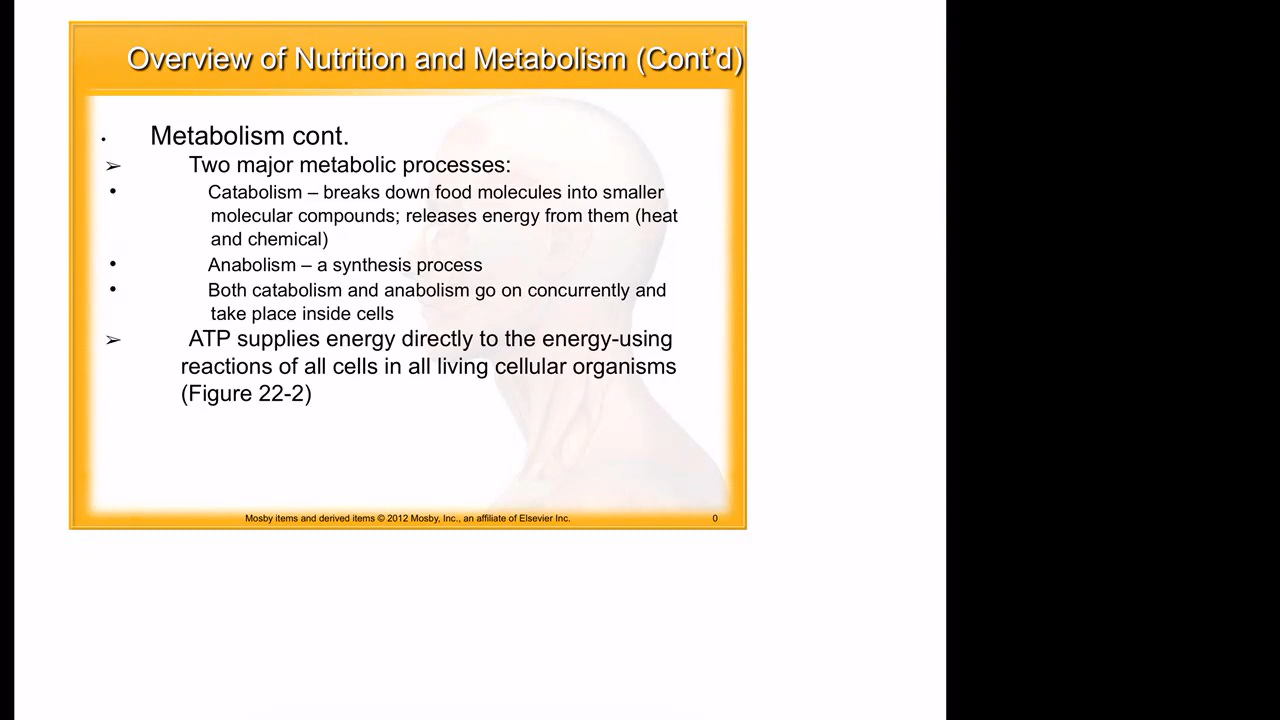 Overview of Nutrition and Metabolism (Cont’d)
• Metabolism cont.
➢ Two major metabolic processes:
• Catabolism – breaks down food molecules into smaller
molecular compounds; releases energy from them (heat
and chemical)
• Anabolism – a synthesis process
• Both catabolism and anabolism go on concurrently and
take place inside cells
➢ ATP supplies energy directly to the energy-using
reactions of all cells in all living cellular organisms
(Figure 22-2)
Mosby items and derived items © 2012 Mosby, Inc., an affiliate of Elsevier Inc. 0